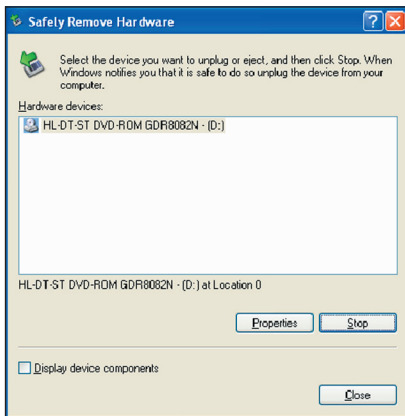 Safely Remove Hardware
Select the device you want to unplug or eject, and then click Stop. When
Windows notifies you that it is safe to do so unplug the device from your
computer.
Hardware devices:
HL-DT-ST DVD-ROM GDR8082N - (D:)
HL-DT-ST DVD-ROM GDR8082N - (D:) at Location 0
Properties Stop
Display device components
Close